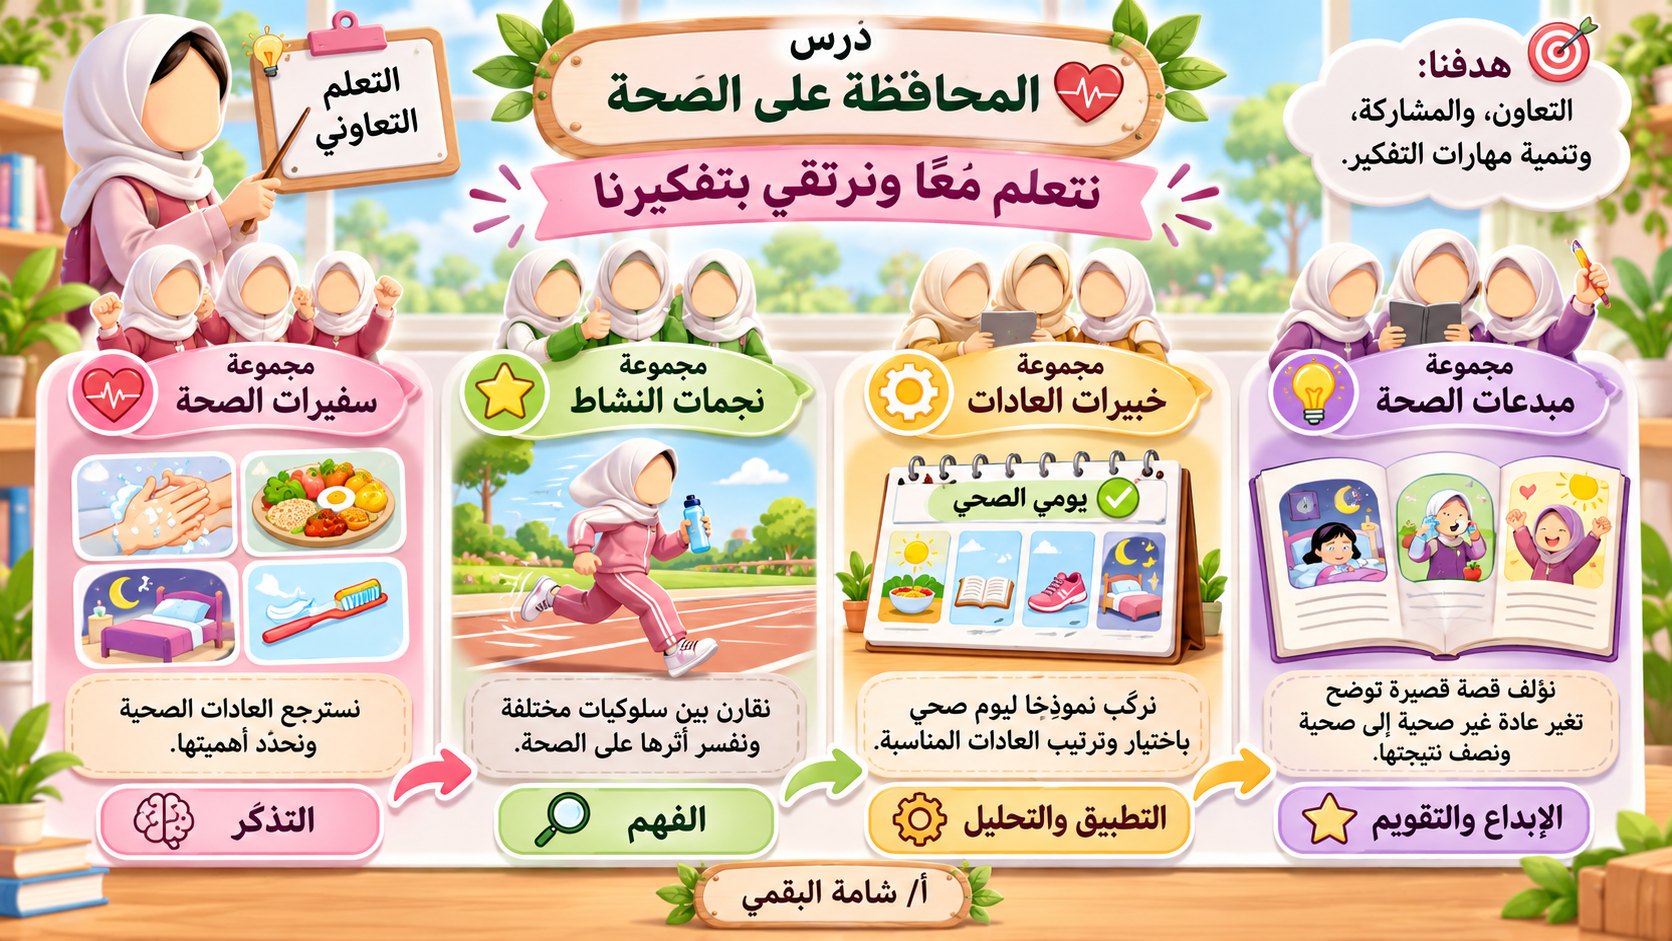 درس
المحافظة على الصحة
نتعلم مَعًا ونرتقي بتفكيرنا
التعلم
التعاوني
هدفنا:
التعاون، والمشاركة،
وتنمية مهارات التفكير.
مجموعة
سفيرات الصحة
نسترجع العادات الصحية
ونحدّد أهميتها.
التذكّر
مجموعة
نجمات النشاط
نقارن بين سلوكيات مختلفة
ونفسر أثرها على الصحة.
الفهم
مجموعة
خبيرات العادات
يومي الصحي
نركّب نموذجًا ليوم صحي
باختيار وترتيب العادات المناسبة.
التطبيق والتحليل
مجموعة
مبدعات الصحة
نؤلف قصة قصيرة توضح
تغير عادة غير صحية إلى صحية
ونصف نتيجتها.
الإبداع والتقويم
أ/ شامة البقمي